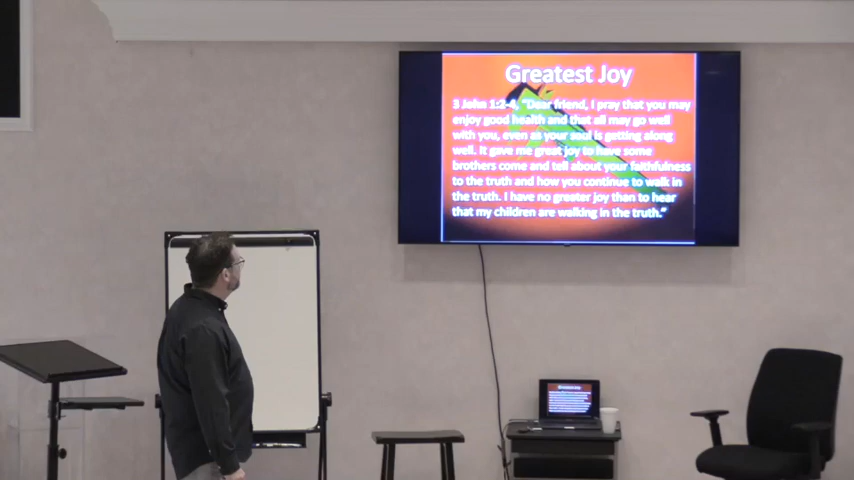 Greatest Joy
3 John 1:2-4, "Dear friend, I pray that you may
enjoy good health and that all may go well
with you, even as your soul is getting along
well. It gave me great joy to have some
brothers come and tell about your faithfulness
to the truth and how you continue to walk in
the truth. I have no greater joy than to hear
that my children are walking in the truth."